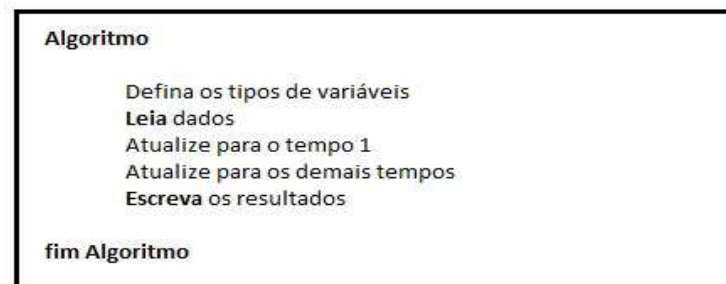 Algoritmo
Defina os tipos de variáveis
Leia dados
Atualize para o tempo 1
Atualize para os demais tempos
Escreva os resultados
fim Algoritmo